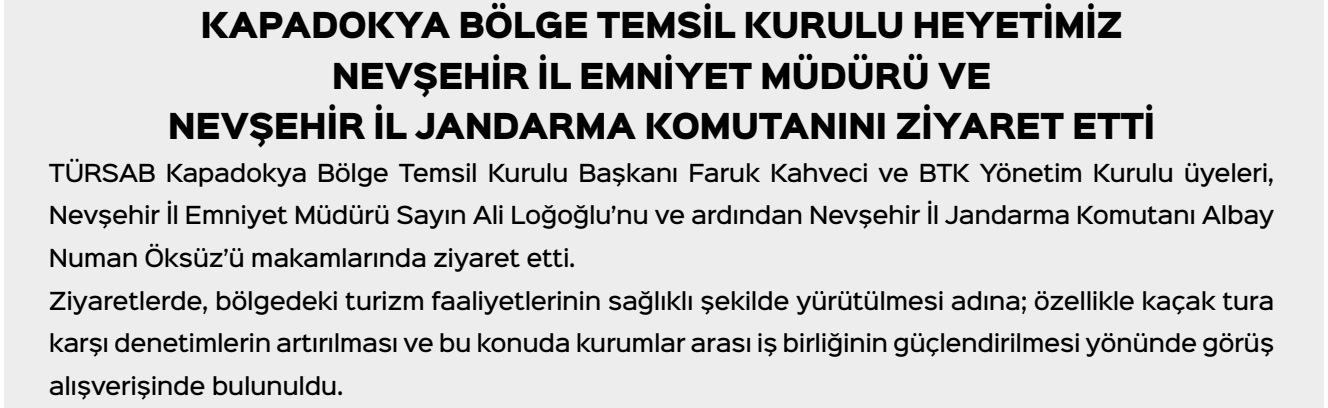 KAPADOKYA BÖLGE TEMSİL KURULU HEYETİMİZ
NEVŞEHİR İL EMNİYET MÜDÜRÜ VE
NEVŞEHİR İL JANDARMA KOMUTANINI ZİYARET ETTİ
TÜRSAB Kapadokya Bölge Temsil Kurulu Başkanı Faruk Kahveci ve BTK Yönetim Kurulu üyeleri,
Nevşehir İl Emniyet Müdürü Sayın Ali Loğoğlu’nu ve ardından Nevşehir İl Jandarma Komutanı Albay
Numan Öksüz’ü makamlarında ziyaret etti.
Ziyaretlerde, bölgedeki turizm faaliyetlerinin sağlıklı şekilde yürütülmesi adına; özellikle kaçak tura
karşı denetimlerin artırılması ve bu konuda kurumlar arası iş birliğinin güçlendirilmesi yönünde görüş
alışverişinde bulunuldu.